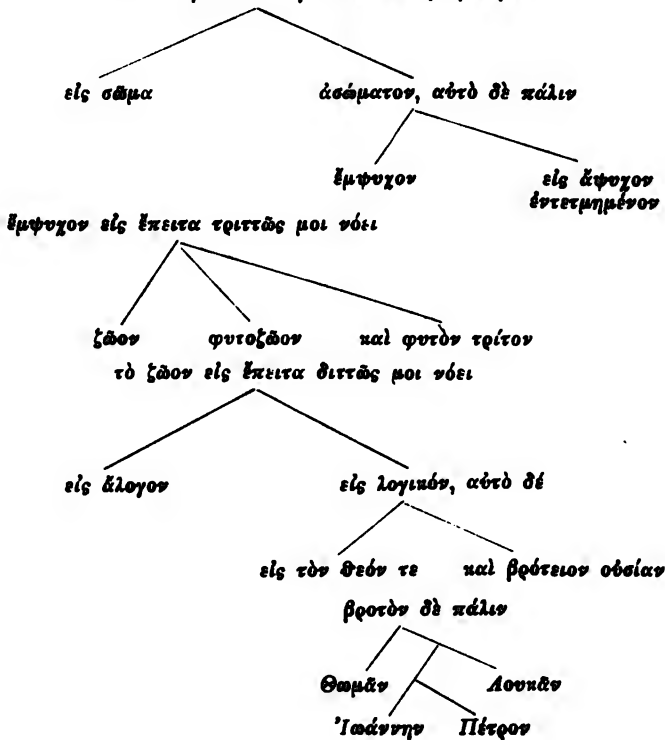 εἰς σῶμα ἀσώματον, αὐτὸ δὲ πάλιν
ἔμψυχον εἰς ἄψυχον
ἐντετμημένον
ἔμψυχον εἰς ἔπειτα τριττῶς μοι νόει
ζῶον φυτοζῶον καὶ φυτὸν τρίτον
τὸ ζῶον εἰς ἔπειτα διττῶς μοι νόει
εἰς ἄλογον εἰς λογικόν, αὐτὸ δέ
εἰς τὸν θεόν τε καὶ βρότειον οὐσίαν
βροτὸν δὲ πάλιν
Θωμᾶν Λουκᾶν
Ἰωάννην Πέτρον